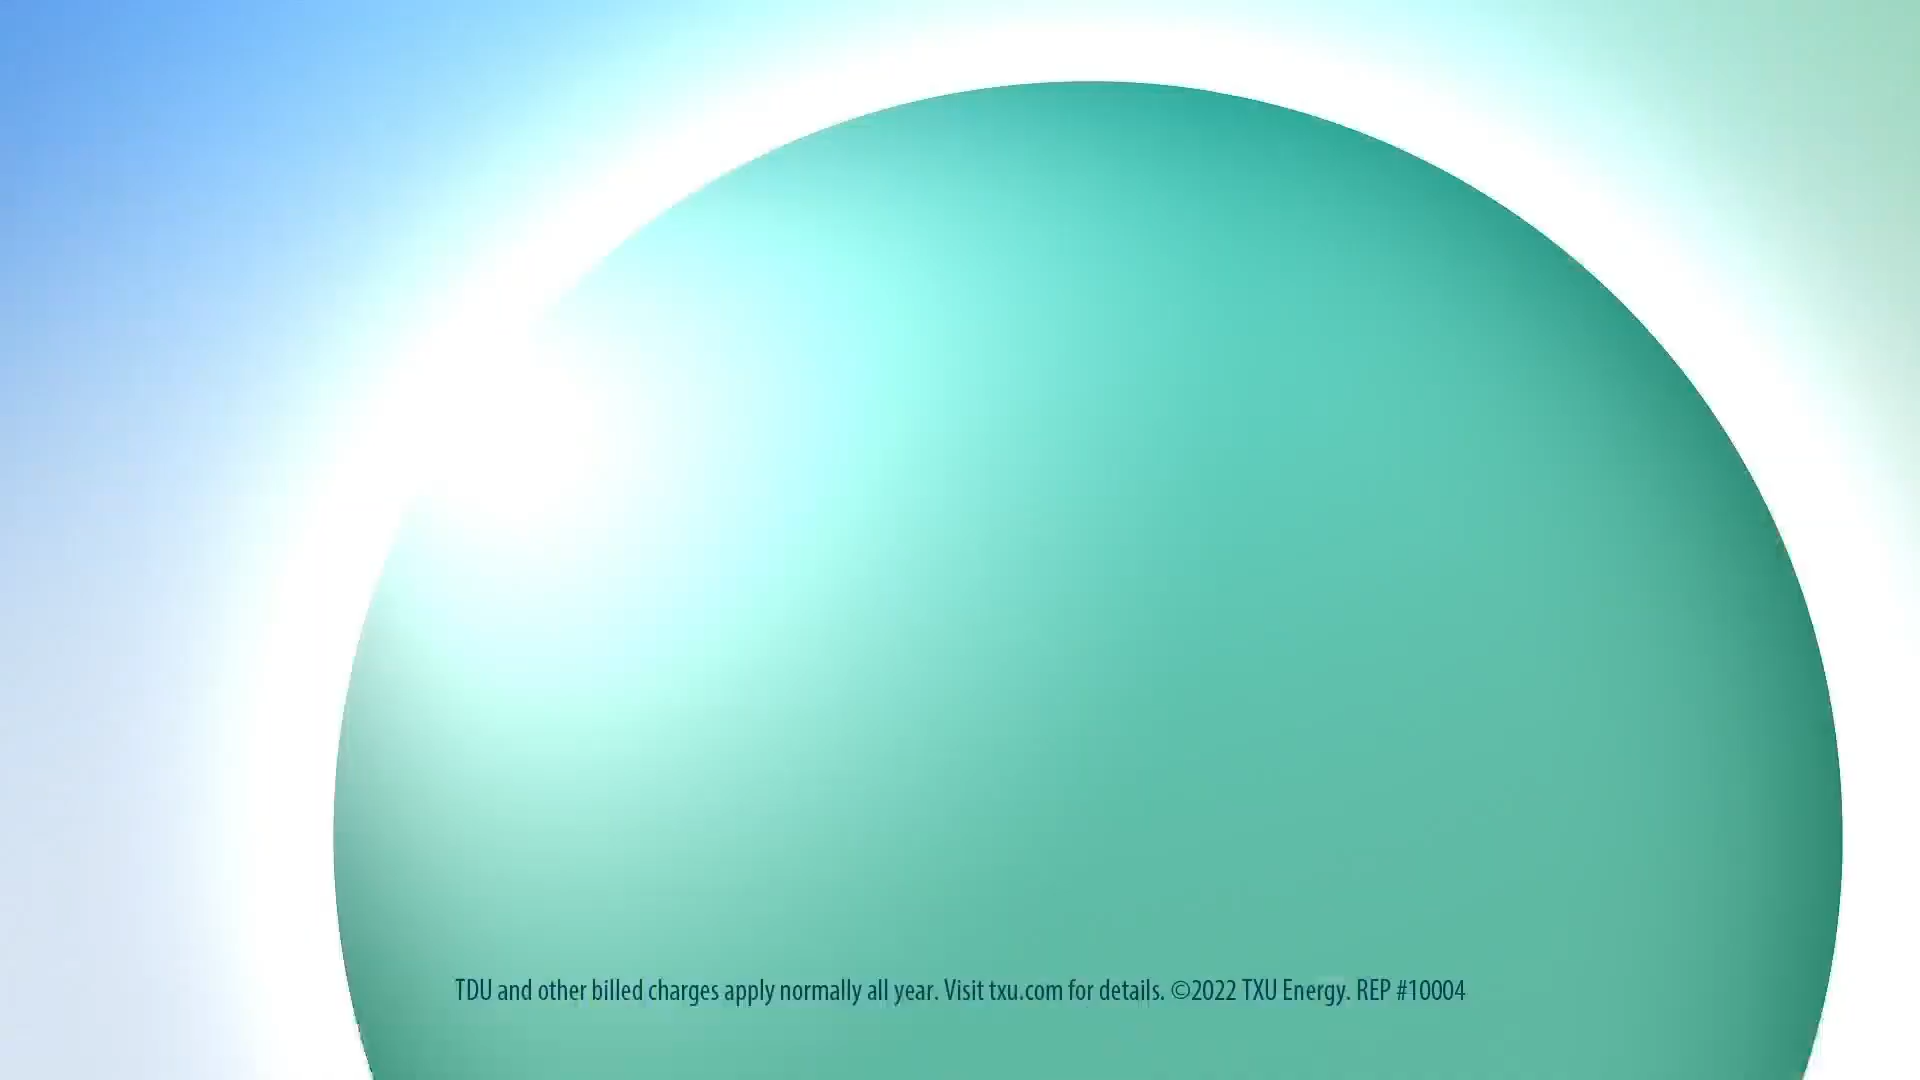 TDU and other billed charges apply normally all year. Visit txu.com for details. ©2022 TXU Energy. REP #10004